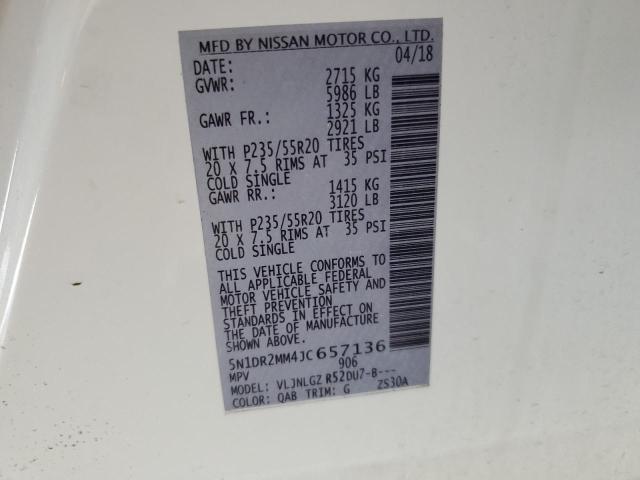 MFD BY NISSAN MOTOR CO., LTD.
DATE: 04/18
GVWR: 2715 KG
5986 LB
GAWR FR.: 1325 KG
2921 LB
WITH P235/55R20 TIRES
20 X 7.5 RIMS AT 35 PSI
COLD SINGLE
GAWR RR.: 1415 KG
3120 LB
WITH P235/55R20 TIRES
20 X 7.5 RIMS AT 35 PSI
COLD SINGLE
THIS VEHICLE CONFORMS TO
ALL APPLICABLE FEDERAL
MOTOR VEHICLE SAFETY AND
THEFT PREVENTION
STANDARDS IN EFFECT ON
THE DATE OF MANUFACTURE
SHOWN ABOVE.
5N1DR2MM4JC657136
MPV 906
MODEL: VLJNLGZ R52DU7-B---
COLOR: QAB TRIM: G ZS30A